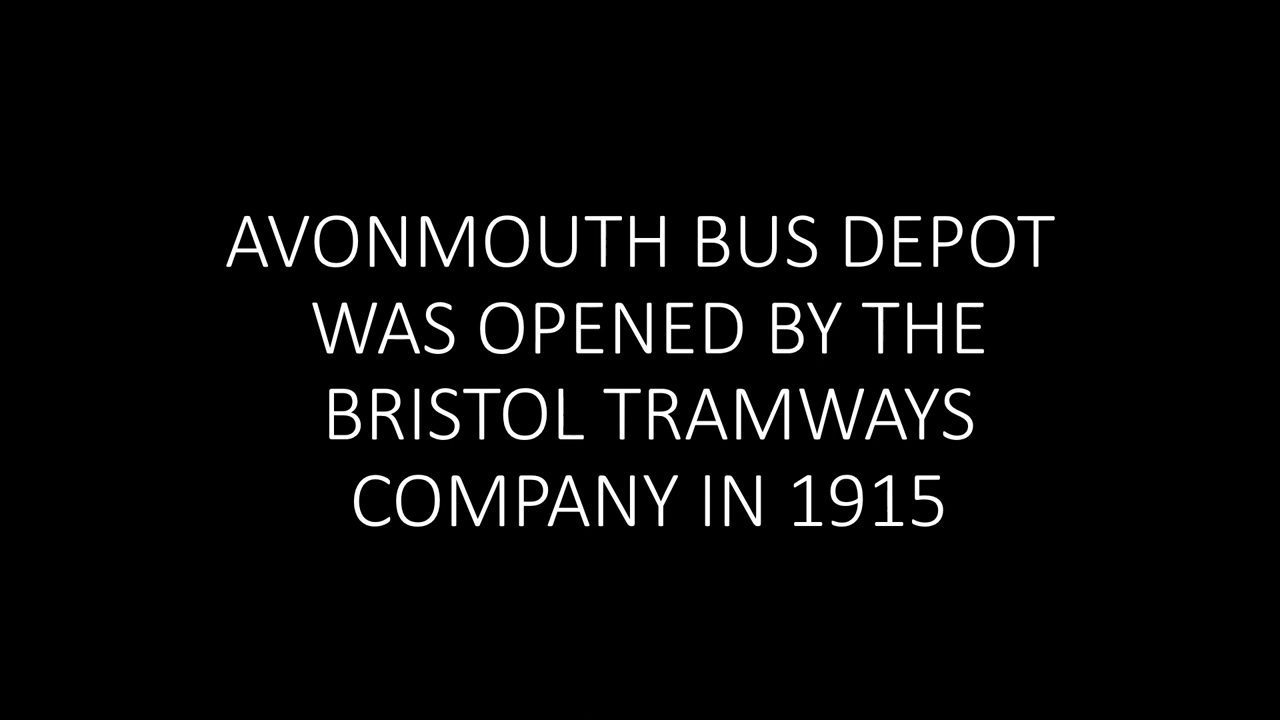 AVONMOUTH BUS DEPOT
WAS OPENED BY THE
BRISTOL TRAMWAYS
COMPANY IN 1915